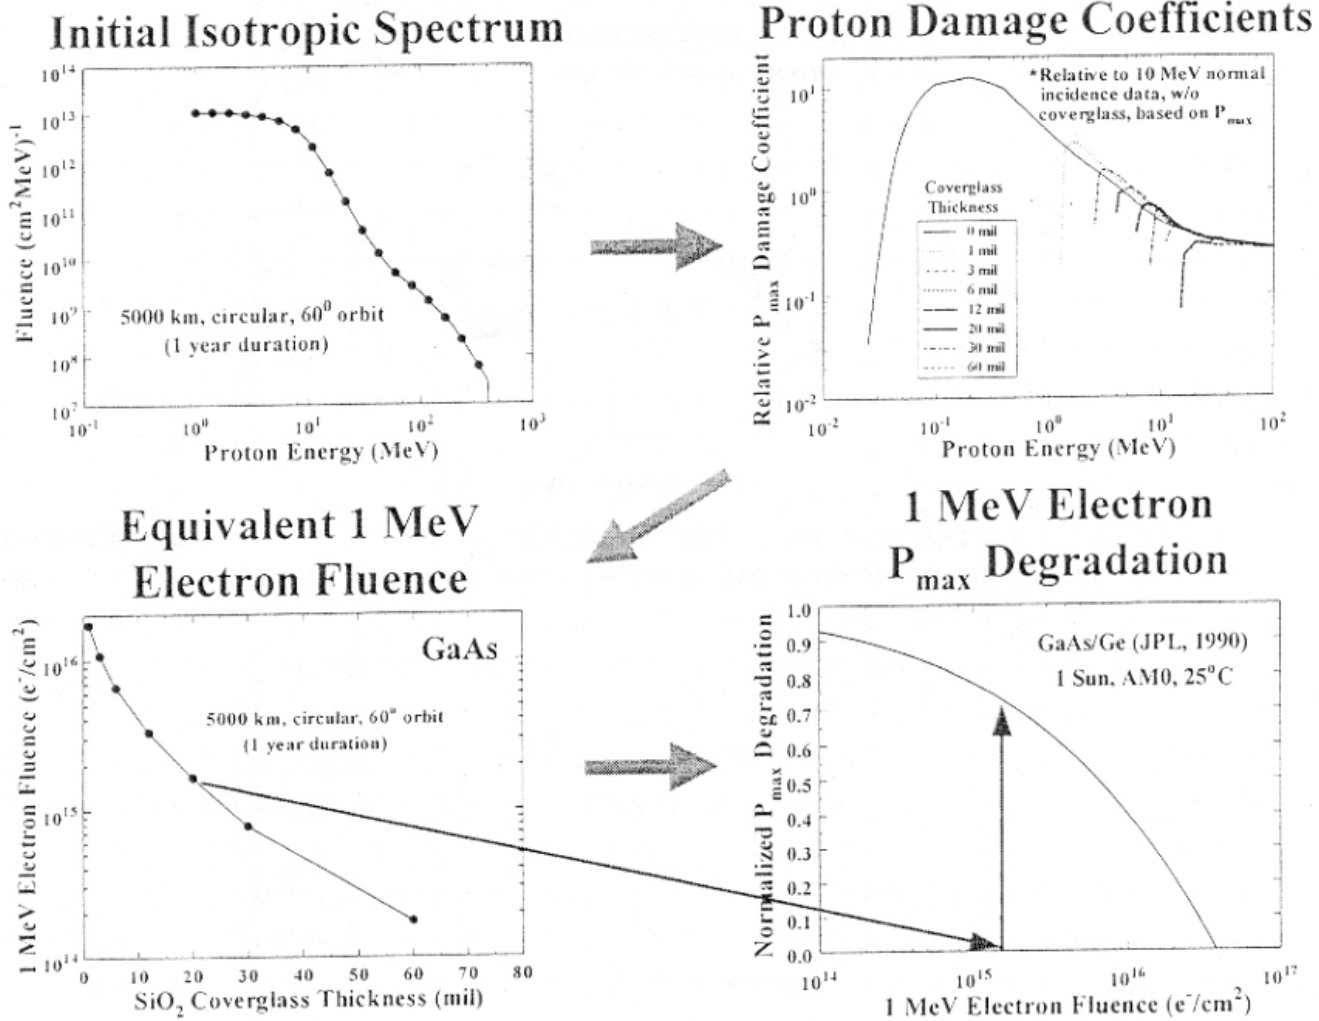 Initial Isotropic Spectrum
Fluence (cm²MeV)⁻¹
10¹⁴
10¹³
10¹²
10¹¹
10¹⁰
10⁹
10⁸
10⁷
5000 km, circular, 60⁰ orbit
(1 year duration)
10⁻¹ 10⁰ 10¹ 10² 10³
Proton Energy (MeV)
Proton Damage Coefficients
Relative Pmax Damage Coefficient
10¹
10⁰
10⁻¹
10⁻²
*Relative to 10 MeV normal
incidence data, w/o
coverglass, based on Pmax
Coverglass
Thickness
0 mil
1 mil
3 mil
6 mil
12 mil
20 mil
30 mil
60 mil
10⁻² 10⁻¹ 10⁰ 10¹ 10²
Proton Energy (MeV)
Equivalent 1 MeV
Electron Fluence
1 MeV Electron Fluence (e⁻/cm²)
10¹⁶
10¹⁵
10¹⁴
GaAs
5000 km, circular, 60° orbit
(1 year duration)
0 10 20 30 40 50 60 70 80
SiO₂ Coverglass Thickness (mil)
1 MeV Electron
Pmax Degradation
Normalized Pmax Degradation
1.0
0.9
0.8
0.7
0.6
0.5
0.4
0.3
0.2
0.1
0.0
GaAs/Ge (JPL, 1990)
1 Sun, AM0, 25°C
10¹⁴ 10¹⁵ 10¹⁶ 10¹⁷
1 MeV Electron Fluence (e⁻/cm²)